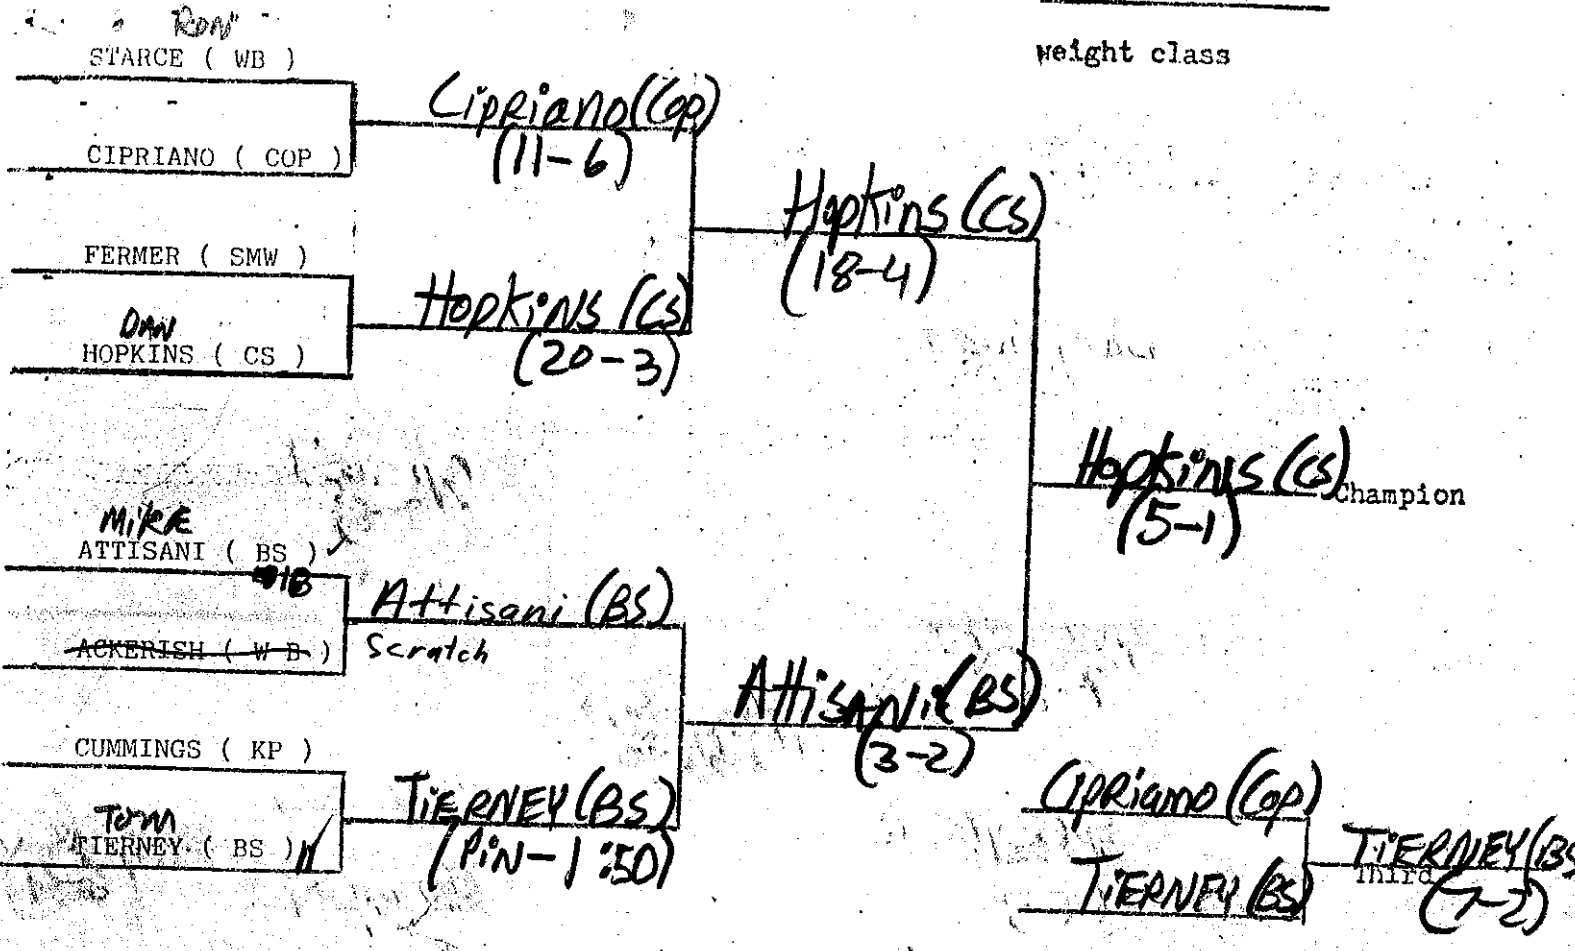 RON
STARCE ( WB )
weight class
Cipriano (Cop)
CIPRIANO ( COP )
(11-6)
Hopkins (CS)
FERMER ( SMW )
(18-4)
Hopkins (CS)
DAN
HOPKINS ( CS )
(20-3)
Hopkins (CS) Champion
(5-1)
MIKE
ATTISANI ( BS )
Attisani (BS)
ACKERISH ( W B )
Scratch
Attisani (BS)
(3-2)
CUMMINGS ( KP )
TIERNEY (BS)
Cipriano (Cop)
TOM
TIERNEY ( BS )
(PIN-1:50)
TIERNEY (BS
Third
TIERNEY (BS)
(7-2)